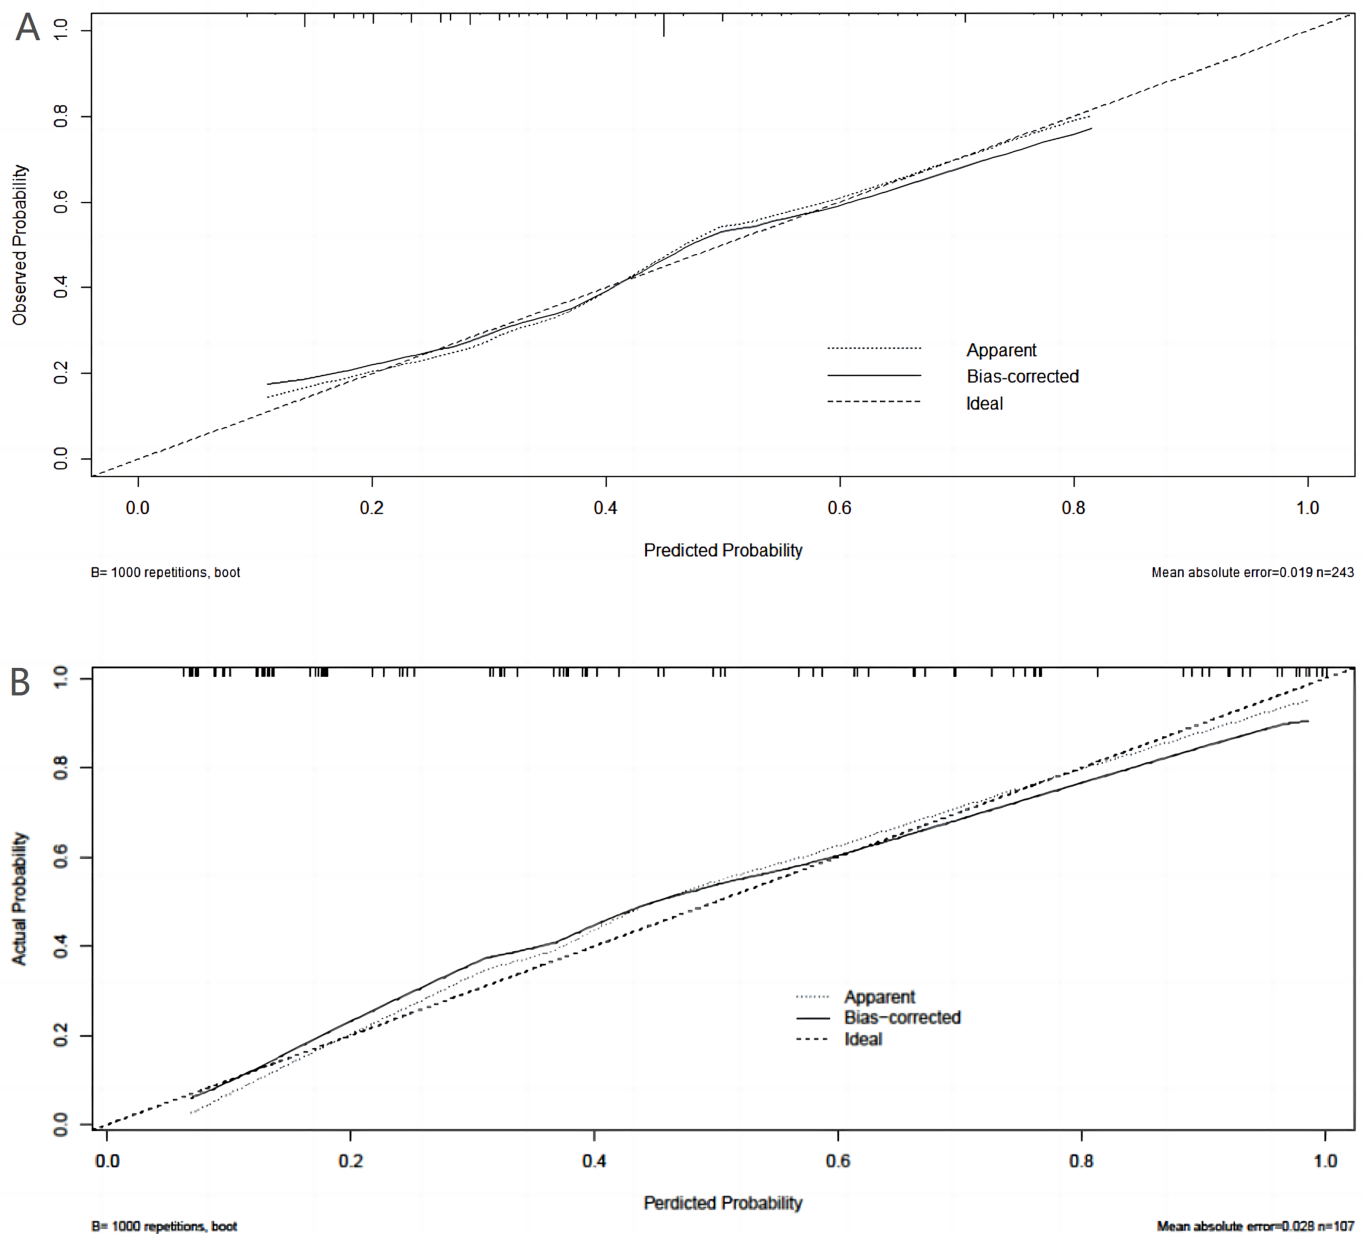 A
1.0
0.8
0.6
0.4
0.2
0.0
Observed Probability
Apparent
Bias-corrected
Ideal
0.0 0.2 0.4 0.6 0.8 1.0
Predicted Probability
B= 1000 repetitions, boot
Mean absolute error=0.019 n=243
B
1.0
0.8
0.6
0.4
0.2
0.0
Actual Probability
Apparent
Bias-corrected
Ideal
0.0 0.2 0.4 0.6 0.8 1.0
Perdicted Probability
B= 1000 repetitions, boot
Mean absolute error=0.028 n=107